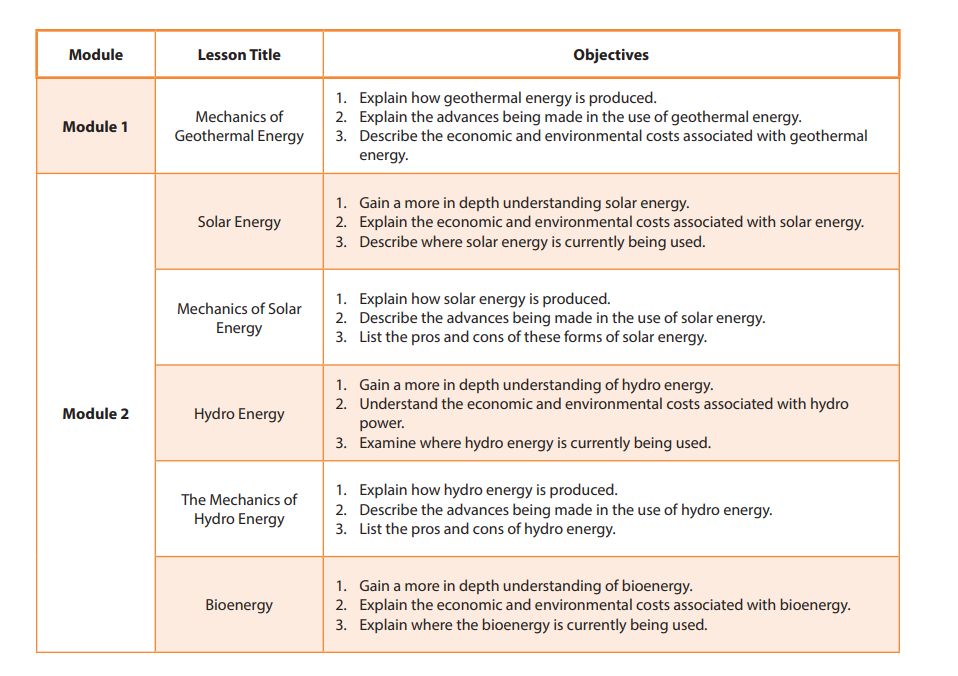 Module Lesson Title Objectives
Module 1
Mechanics of
Geothermal Energy
1. Explain how geothermal energy is produced.
2. Explain the advances being made in the use of geothermal energy.
3. Describe the economic and environmental costs associated with geothermal
energy.
Module 2
Solar Energy
1. Gain a more in depth understanding solar energy.
2. Explain the economic and environmental costs associated with solar energy.
3. Describe where solar energy is currently being used.
Mechanics of Solar
Energy
1. Explain how solar energy is produced.
2. Describe the advances being made in the use of solar energy.
3. List the pros and cons of these forms of solar energy.
Hydro Energy
1. Gain a more in depth understanding of hydro energy.
2. Understand the economic and environmental costs associated with hydro
power.
3. Examine where hydro energy is currently being used.
The Mechanics of
Hydro Energy
1. Explain how hydro energy is produced.
2. Describe the advances being made in the use of hydro energy.
3. List the pros and cons of hydro energy.
Bioenergy
1. Gain a more in depth understanding of bioenergy.
2. Explain the economic and environmental costs associated with bioenergy.
3. Explain where the bioenergy is currently being used.